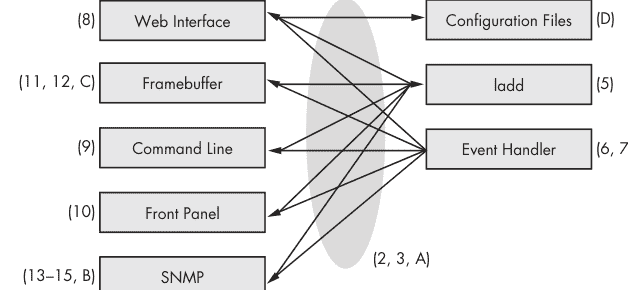 (8) Web Interface Configuration Files (D)
(11, 12, C) Framebuffer ladd (5)
(9) Command Line Event Handler (6, 7
(10) Front Panel
(2, 3, A)
(13–15, B) SNMP